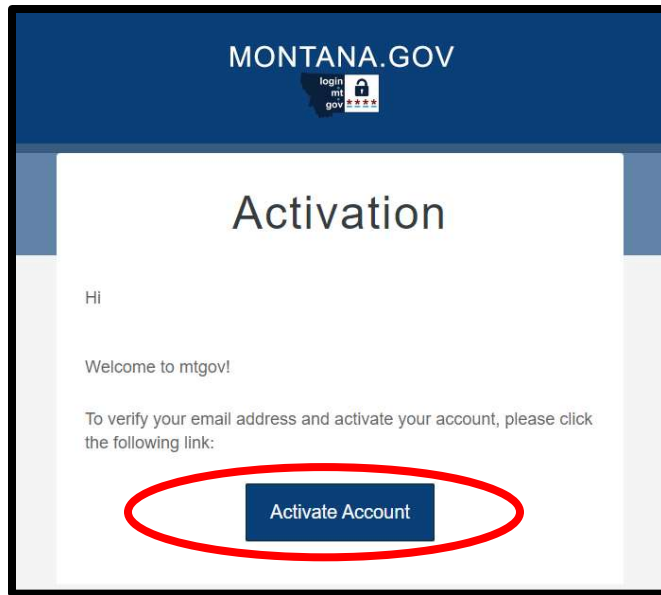 MONTANA.GOV
login
mt
gov ****
Activation
Hi
Welcome to mtgov!
To verify your email address and activate your account, please click
the following link:
Activate Account